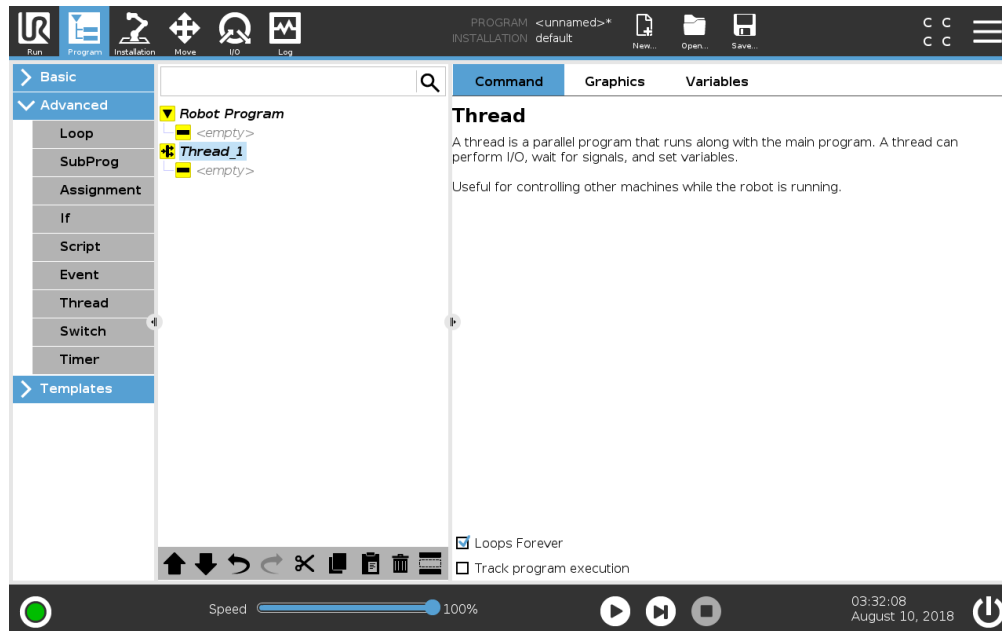 UR
Run
Program
Installation
Move
I/O
Log
PROGRAM <unnamed>*
INSTALLATION default
New...
Open...
Save...
C C
C C
Basic
Advanced
Loop
SubProg
Assignment
If
Script
Event
Thread
Switch
Timer
Templates
Robot Program
<empty>
Thread_1
<empty>
Command Graphics Variables
Thread
A thread is a parallel program that runs along with the main program. A thread can
perform I/O, wait for signals, and set variables.
Useful for controlling other machines while the robot is running.
Loops Forever
Track program execution
Speed 100%
03:32:08
August 10, 2018